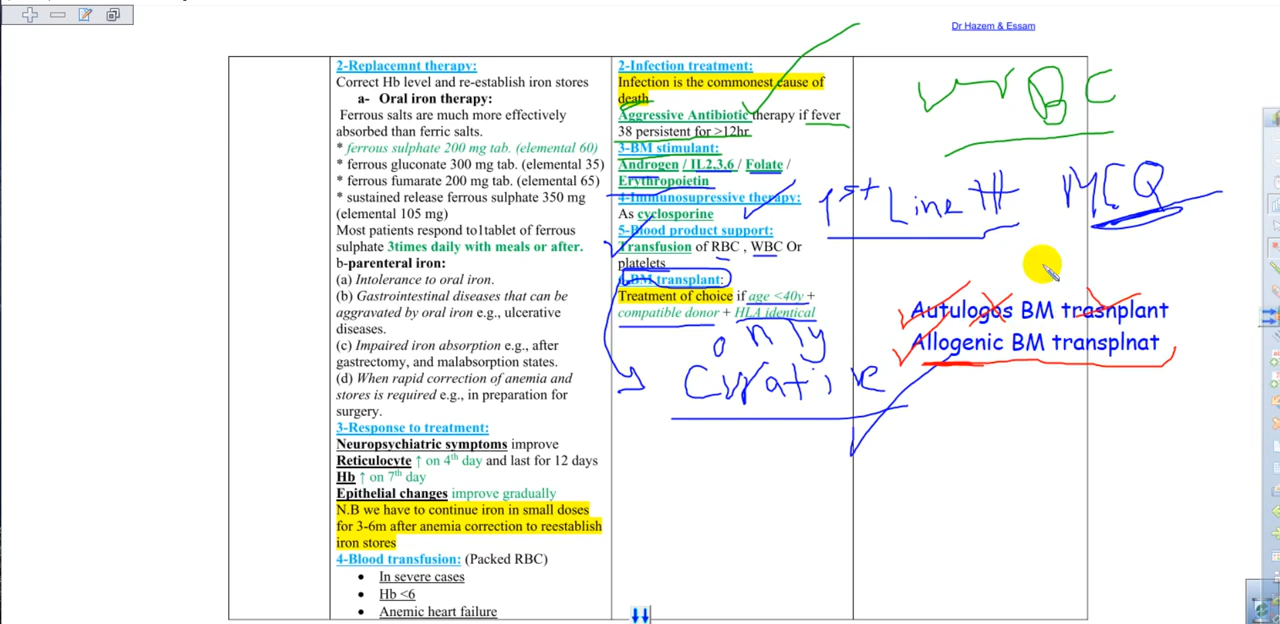 Dr Hazem & Essam
2-Replacemnt therapy:
Correct Hb level and re-establish iron stores
a- Oral iron therapy:
Ferrous salts are much more effectively
absorbed than ferric salts.
* ferrous sulphate 200 mg tab. (elemental 60)
* ferrous gluconate 300 mg tab. (elemental 35)
* ferrous fumarate 200 mg tab. (elemental 65)
* sustained release ferrous sulphate 350 mg
(elemental 105 mg)
Most patients respond to1tablet of ferrous
sulphate 3times daily with meals or after.
b-parenteral iron:
(a) Intolerance to oral iron.
(b) Gastrointestinal diseases that can be
aggravated by oral iron e.g., ulcerative
diseases.
(c) Impaired iron absorption e.g., after
gastrectomy, and malabsorption states.
(d) When rapid correction of anemia and
stores is required e.g., in preparation for
surgery.
3-Response to treatment:
Neuropsychiatric symptoms improve
Reticulocyte ↑ on 4th day and last for 12 days
Hb ↑ on 7th day
Epithelial changes improve gradually
N.B we have to continue iron in small doses
for 3-6m after anemia correction to reestablish
iron stores
4-Blood transfusion: (Packed RBC)
• In severe cases
• Hb <6
• Anemic heart failure
2-Infection treatment:
Infection is the commonest cause of
death
Aggressive Antibiotic therapy if fever
38 persistent for >12hr
3-BM stimulant:
Androgen / IL2,3,6 / Folate /
Erythropoietin
4-Immunosupressive therapy:
As cyclosporine
5-Blood product support:
Transfusion of RBC , WBC Or
platelets
BM transplant:
Treatment of choice if age <40y +
compatible donor + HLA identical
only
Curative
BC
1st Line ttt
MCQ
Autulogos BM trasnplant
Allogenic BM transplnat